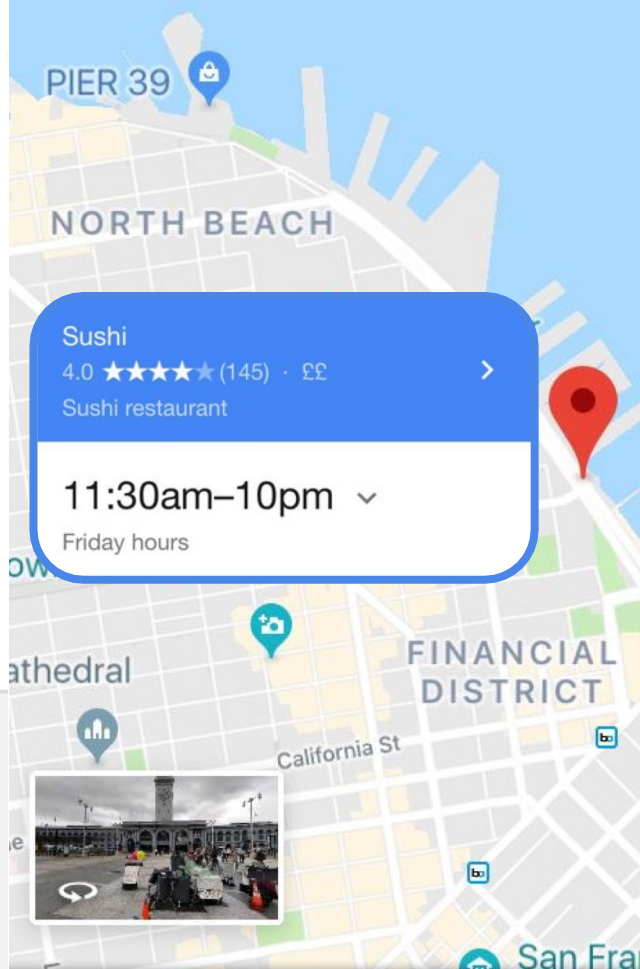 PIER 39
NORTH BEACH
Sushi
4.0 ★★★★★ (145) · ££
Sushi restaurant
11:30am–10pm
Friday hours
ow
athedral
FINANCIAL
DISTRICT
California St
e
San Fra